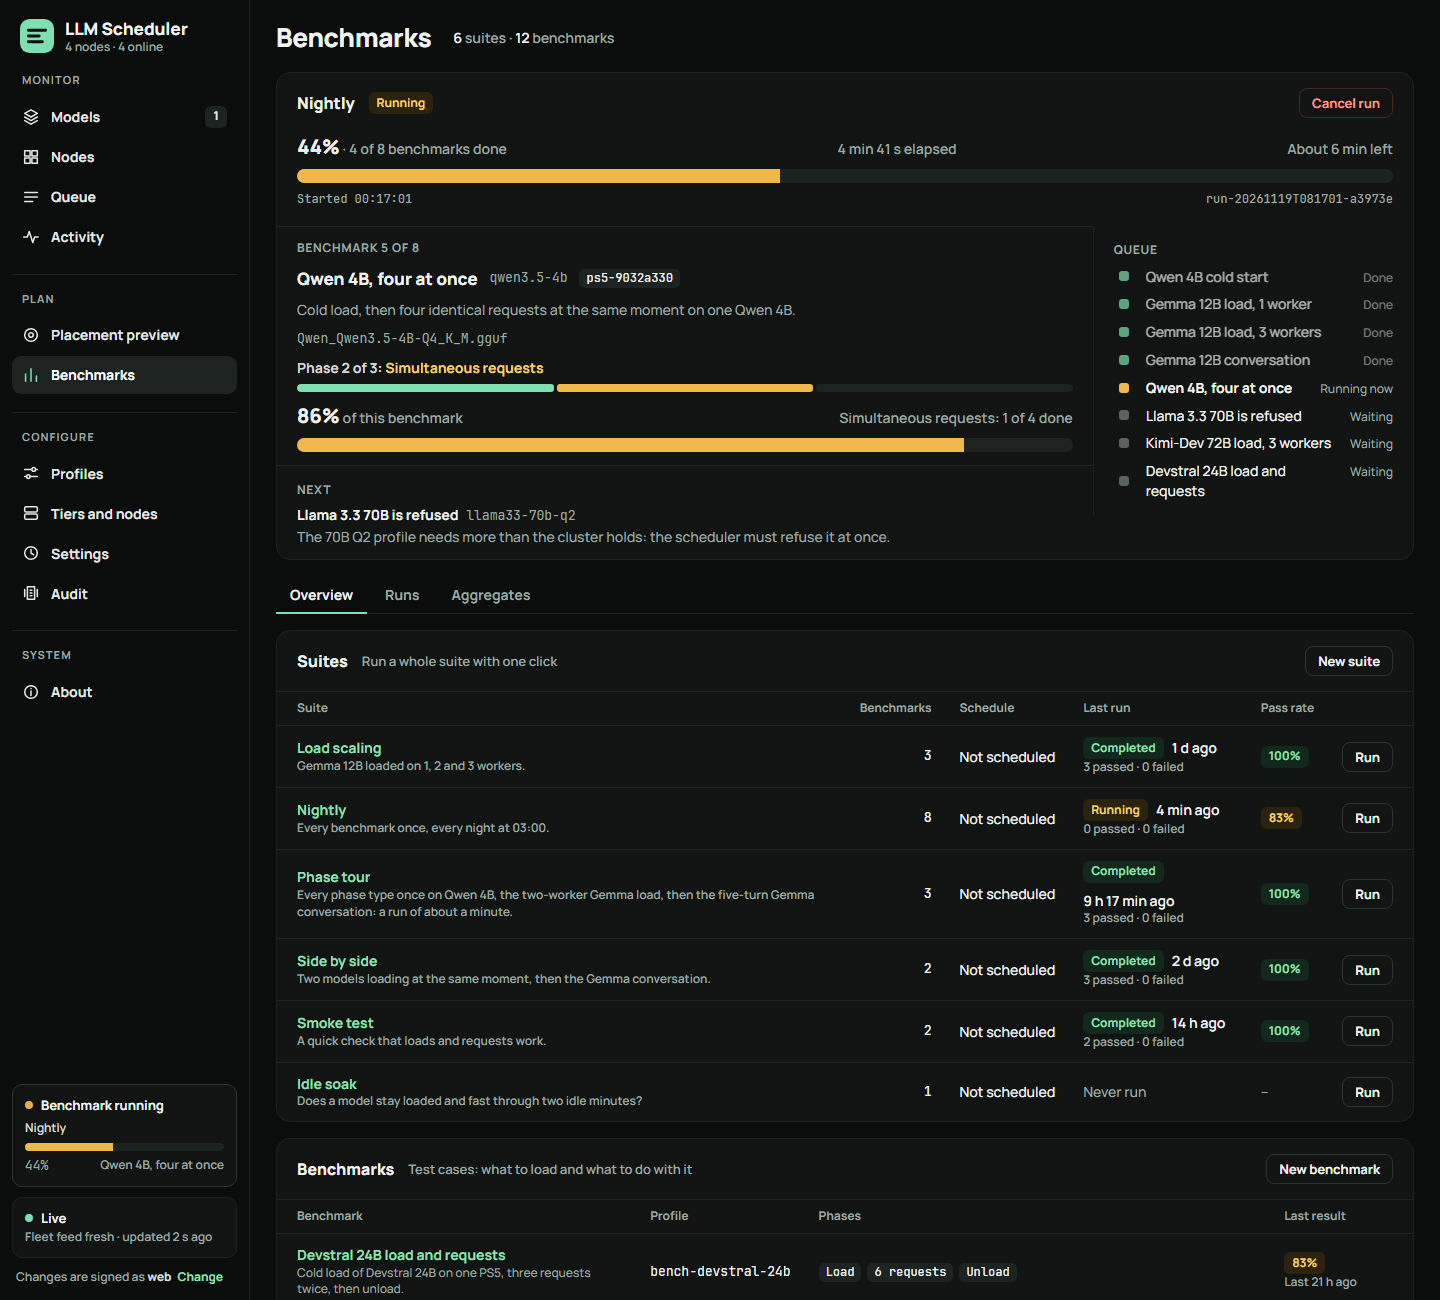 LLM Scheduler
4 nodes · 4 online
MONITOR
Models 1
Nodes
Queue
Activity
PLAN
Placement preview
Benchmarks
CONFIGURE
Profiles
Tiers and nodes
Settings
Audit
SYSTEM
About
Benchmark running
Nightly
44% Qwen 4B, four at once
Live
Fleet feed fresh · updated 2 s ago
Changes are signed as web Change
Benchmarks 6 suites · 12 benchmarks
Nightly Running Cancel run
44% · 4 of 8 benchmarks done 4 min 41 s elapsed About 6 min left
Started 00:17:01 run-20261119T081701-a3973e
BENCHMARK 5 OF 8
Qwen 4B, four at once qwen3.5-4b ps5-9032a330
Cold load, then four identical requests at the same moment on one Qwen 4B.
Qwen_Qwen3.5-4B-Q4_K_M.gguf
Phase 2 of 3: Simultaneous requests
86% of this benchmark Simultaneous requests: 1 of 4 done
NEXT
Llama 3.3 70B is refused llama33-70b-q2
The 70B Q2 profile needs more than the cluster holds: the scheduler must refuse it at once.
QUEUE
Qwen 4B cold start Done
Gemma 12B load, 1 worker Done
Gemma 12B load, 3 workers Done
Gemma 12B conversation Done
Qwen 4B, four at once Running now
Llama 3.3 70B is refused Waiting
Kimi-Dev 72B load, 3 workers Waiting
Devstral 24B load and Waiting
requests
Overview Runs Aggregates
Suites Run a whole suite with one click New suite
Suite Benchmarks Schedule Last run Pass rate
Load scaling
Gemma 12B loaded on 1, 2 and 3 workers.
3 Not scheduled Completed 1 d ago 100% Run
3 passed · 0 failed
Nightly
Every benchmark once, every night at 03:00.
8 Not scheduled Running 4 min ago 83% Run
0 passed · 0 failed
Phase tour
Every phase type once on Qwen 4B, the two-worker Gemma load, then the five-turn Gemma
conversation: a run of about a minute.
3 Not scheduled Completed 100% Run
9 h 17 min ago
3 passed · 0 failed
Side by side
Two models loading at the same moment, then the Gemma conversation.
2 Not scheduled Completed 2 d ago 100% Run
3 passed · 0 failed
Smoke test
A quick check that loads and requests work.
2 Not scheduled Completed 14 h ago 100% Run
2 passed · 0 failed
Idle soak
Does a model stay loaded and fast through two idle minutes?
1 Not scheduled Never run – Run
Benchmarks Test cases: what to load and what to do with it New benchmark
Benchmark Profile Phases Last result
Devstral 24B load and requests
Cold load of Devstral 24B on one PS5, three requests
twice, then unload.
bench-devstral-24b Load 6 requests Unload 83%
Last 21 h ago